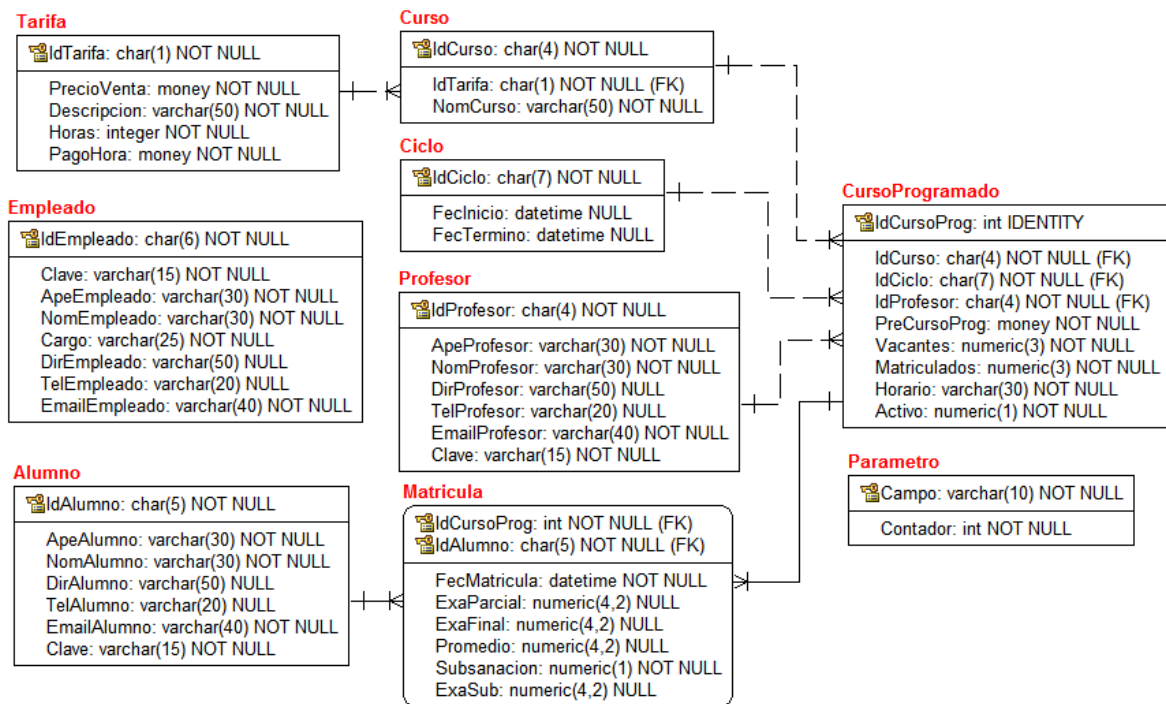 Tarifa
IdTarifa: char(1) NOT NULL
PrecioVenta: money NOT NULL
Descripcion: varchar(50) NOT NULL
Horas: integer NOT NULL
PagoHora: money NOT NULL
Curso
IdCurso: char(4) NOT NULL
IdTarifa: char(1) NOT NULL (FK)
NomCurso: varchar(50) NOT NULL
Ciclo
IdCiclo: char(7) NOT NULL
FecInicio: datetime NULL
FecTermino: datetime NULL
Empleado
IdEmpleado: char(6) NOT NULL
Clave: varchar(15) NOT NULL
ApeEmpleado: varchar(30) NOT NULL
NomEmpleado: varchar(30) NOT NULL
Cargo: varchar(25) NOT NULL
DirEmpleado: varchar(50) NULL
TelEmpleado: varchar(20) NULL
EmailEmpleado: varchar(40) NOT NULL
Profesor
IdProfesor: char(4) NOT NULL
ApeProfesor: varchar(30) NOT NULL
NomProfesor: varchar(30) NOT NULL
DirProfesor: varchar(50) NULL
TelProfesor: varchar(20) NULL
EmailProfesor: varchar(40) NOT NULL
Clave: varchar(15) NOT NULL
CursoProgramado
IdCursoProg: int IDENTITY
IdCurso: char(4) NOT NULL (FK)
IdCiclo: char(7) NOT NULL (FK)
IdProfesor: char(4) NOT NULL (FK)
PreCursoProg: money NOT NULL
Vacantes: numeric(3) NOT NULL
Matriculados: numeric(3) NOT NULL
Horario: varchar(30) NOT NULL
Activo: numeric(1) NOT NULL
Alumno
IdAlumno: char(5) NOT NULL
ApeAlumno: varchar(30) NOT NULL
NomAlumno: varchar(30) NOT NULL
DirAlumno: varchar(50) NULL
TelAlumno: varchar(20) NULL
EmailAlumno: varchar(40) NOT NULL
Clave: varchar(15) NOT NULL
Matricula
IdCursoProg: int NOT NULL (FK)
IdAlumno: char(5) NOT NULL (FK)
FecMatricula: datetime NOT NULL
ExaParcial: numeric(4,2) NULL
ExaFinal: numeric(4,2) NULL
Promedio: numeric(4,2) NULL
Subsanacion: numeric(1) NOT NULL
ExaSub: numeric(4,2) NULL
Parametro
Campo: varchar(10) NOT NULL
Contador: int NOT NULL